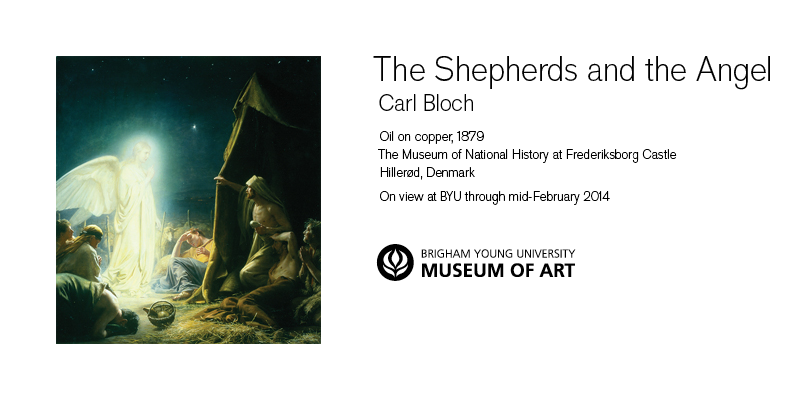 The Shepherds and the Angel
Carl Bloch
Oil on copper, 1879
The Museum of National History at Frederiksborg Castle
Hillerød, Denmark
On view at BYU through mid-February 2014
BRIGHAM YOUNG UNIVERSITY
MUSEUM OF ART